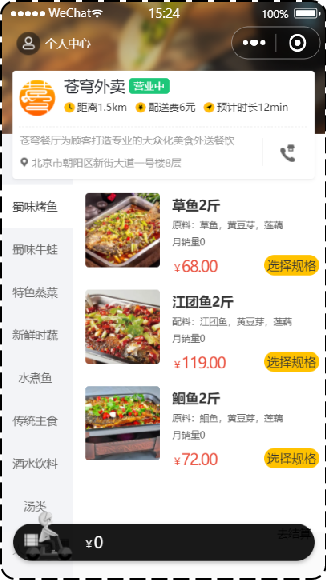 WeChat
15:24
100%
个人中心
苍穹外卖 营业中
距离1.5km 配送费6元 预计时长12min
苍穹餐厅为顾客打造专业的大众化美食外送餐饮
北京市朝阳区新街大道一号楼8层
蜀味烤鱼
蜀味牛蛙
特色蒸菜
新鲜时蔬
水煮鱼
传统主食
酒水饮料
汤类
草鱼2斤
原料：草鱼，黄豆芽，莲藕
月销量0
¥68.00
选择规格
江团鱼2斤
配料：江团鱼，黄豆芽，莲藕
月销量0
¥119.00
选择规格
鮰鱼2斤
原料：鮰鱼，黄豆芽，莲藕
月销量0
¥72.00
选择规格
¥0
去结算